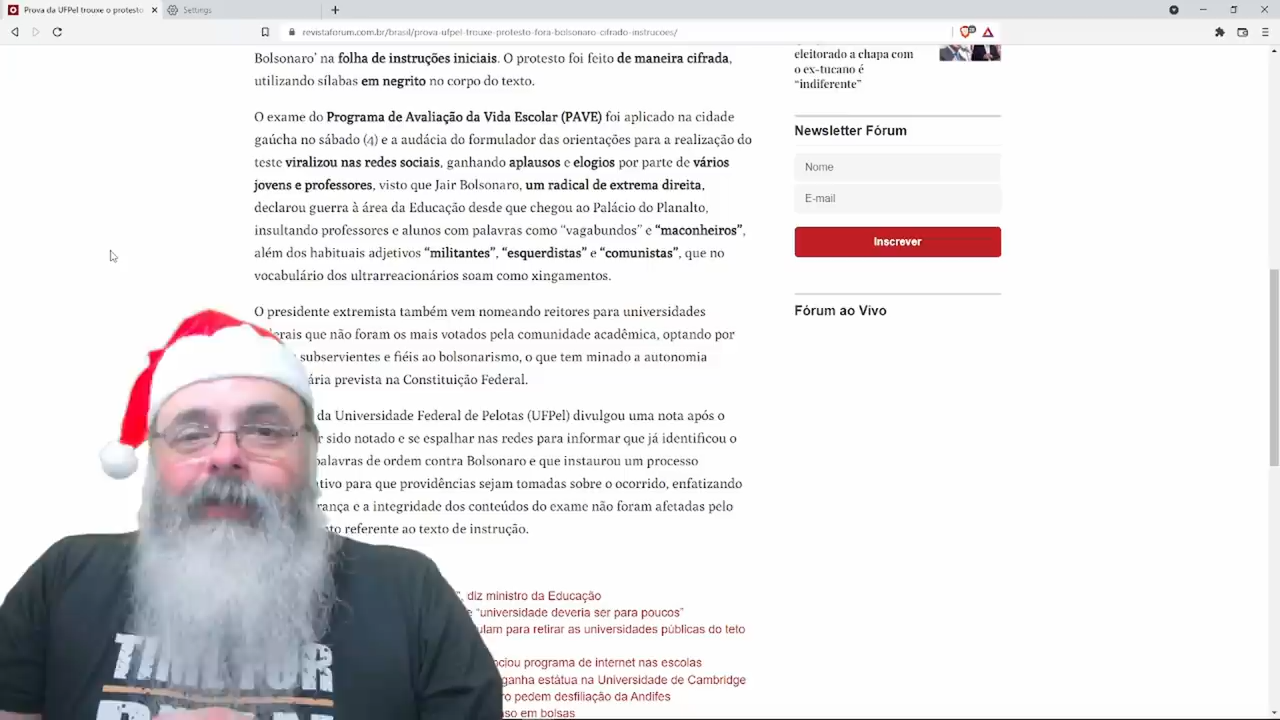 Prova da UFPel trouxe o protesto
Settings
revistaforum.com.br/brasil/prova-ufpel-trouxe-protesto-fora-bolsonaro-cifrado-instrucoes/
Bolsonaro' na folha de instruções iniciais. O protesto foi feito de maneira cifrada,
utilizando sílabas em negrito no corpo do texto.
O exame do Programa de Avaliação da Vida Escolar (PAVE) foi aplicado na cidade
gaúcha no sábado (4) e a audácia do formulador das orientações para a realização do
teste viralizou nas redes sociais, ganhando aplausos e elogios por parte de vários
jovens e professores, visto que Jair Bolsonaro, um radical de extrema direita,
declarou guerra à área da Educação desde que chegou ao Palácio do Planalto,
insultando professores e alunos com palavras como “vagabundos” e “maconheiros”,
além dos habituais adjetivos “militantes”, “esquerdistas” e “comunistas”, que no
vocabulário dos ultrarreacionários soam como xingamentos.
O presidente extremista também vem nomeando reitores para universidades
erais que não foram os mais votados pela comunidade acadêmica, optando por
subservientes e fiéis ao bolsonarismo, o que tem minado a autonomia
ária prevista na Constituição Federal.
da Universidade Federal de Pelotas (UFPel) divulgou uma nota após o
r sido notado e se espalhar nas redes para informar que já identificou o
palavras de ordem contra Bolsonaro e que instaurou um processo
tivo para que providências sejam tomadas sobre o ocorrido, enfatizando
rança e a integridade dos conteúdos do exame não foram afetadas pelo
to referente ao texto de instrução.
”, diz ministro da Educação
e “universidade deveria ser para poucos”
ulam para retirar as universidades públicas do teto
nciou programa de internet nas escolas
ganha estátua na Universidade de Cambridge
ro pedem desfiliação da Andifes
so em bolsas
eleitorado a chapa com
o ex-tucano é
“indiferente”
Newsletter Fórum
Nome
E-mail
Inscrever
Fórum ao Vivo